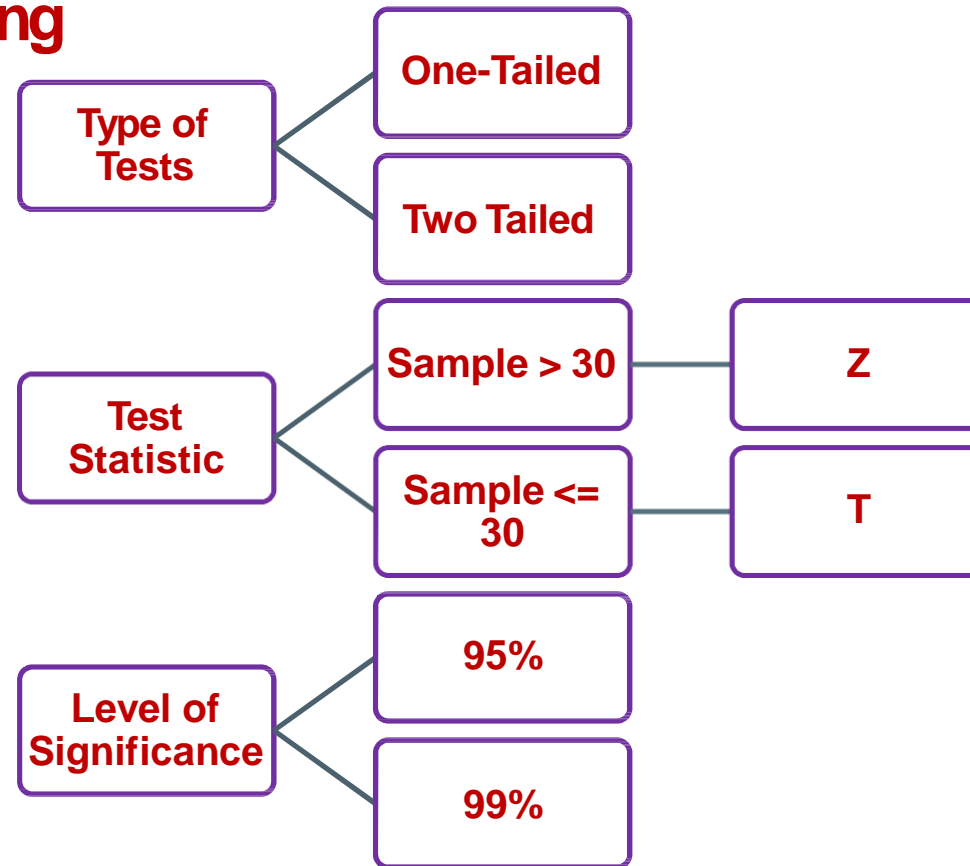 ng
One-Tailed
Type of
Tests
Two Tailed
Sample > 30
Z
Test
Statistic
Sample <=
30
T
95%
Level of
Significance
99%